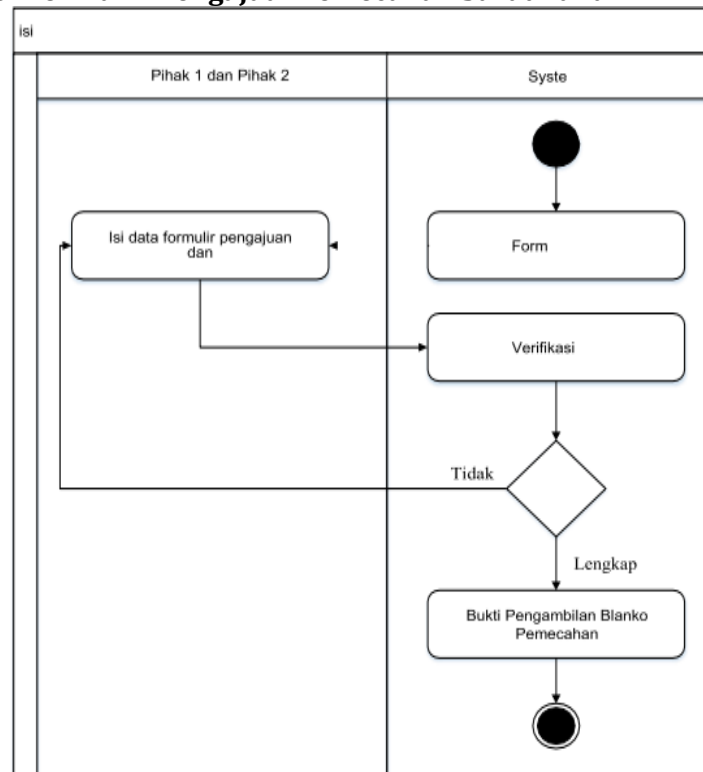 isi
Pihak 1 dan Pihak 2
Syste
Isi data formulir pengajuan
dan
Form
Verifikasi
Tidak
Lengkap
Bukti Pengambilan Blanko
Pemecahan